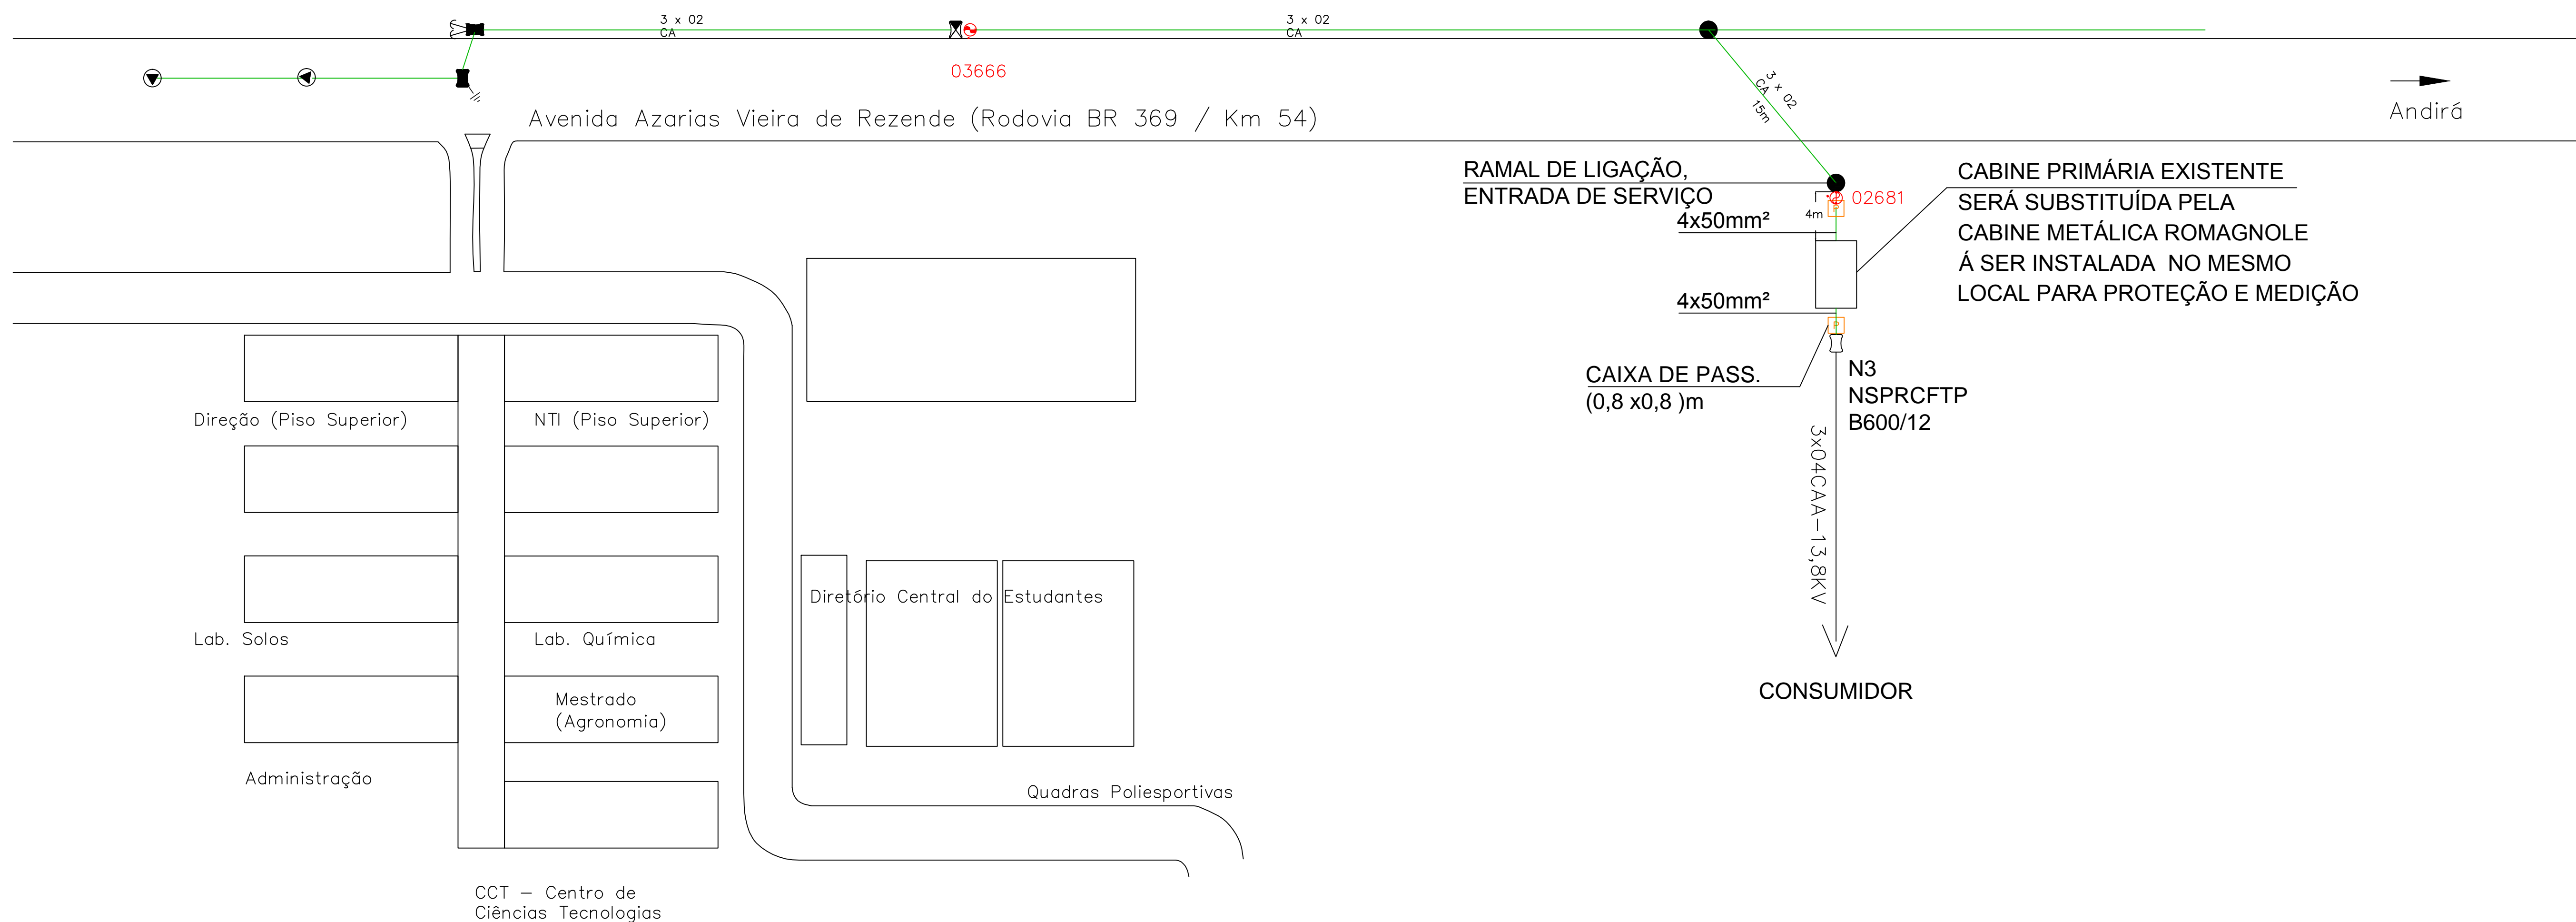 3 x 02
CA
3 x 02
CA
03666
3 x 02
CA
15m
Avenida Azarias Vieira de Rezende (Rodovia BR 369 / Km 54)
Andirá
RAMAL DE LIGAÇÃO,
ENTRADA DE SERVIÇO
02681
P
4m
4x50mm²
CABINE PRIMÁRIA EXISTENTE
SERÁ SUBSTITUÍDA PELA
CABINE METÁLICA ROMAGNOLE
Á SER INSTALADA NO MESMO
LOCAL PARA PROTEÇÃO E MEDIÇÃO
4x50mm²
P
CAIXA DE PASS.
(0,8 x0,8 )m
N3
NSPRCFTP
B600/12
3x04CAA-13,8KV
CONSUMIDOR
Direção (Piso Superior)
NTI (Piso Superior)
Diretório Central do Estudantes
Lab. Solos
Lab. Química
Mestrado
(Agronomia)
Administração
Quadras Poliesportivas
CCT - Centro de
Ciências Tecnologias